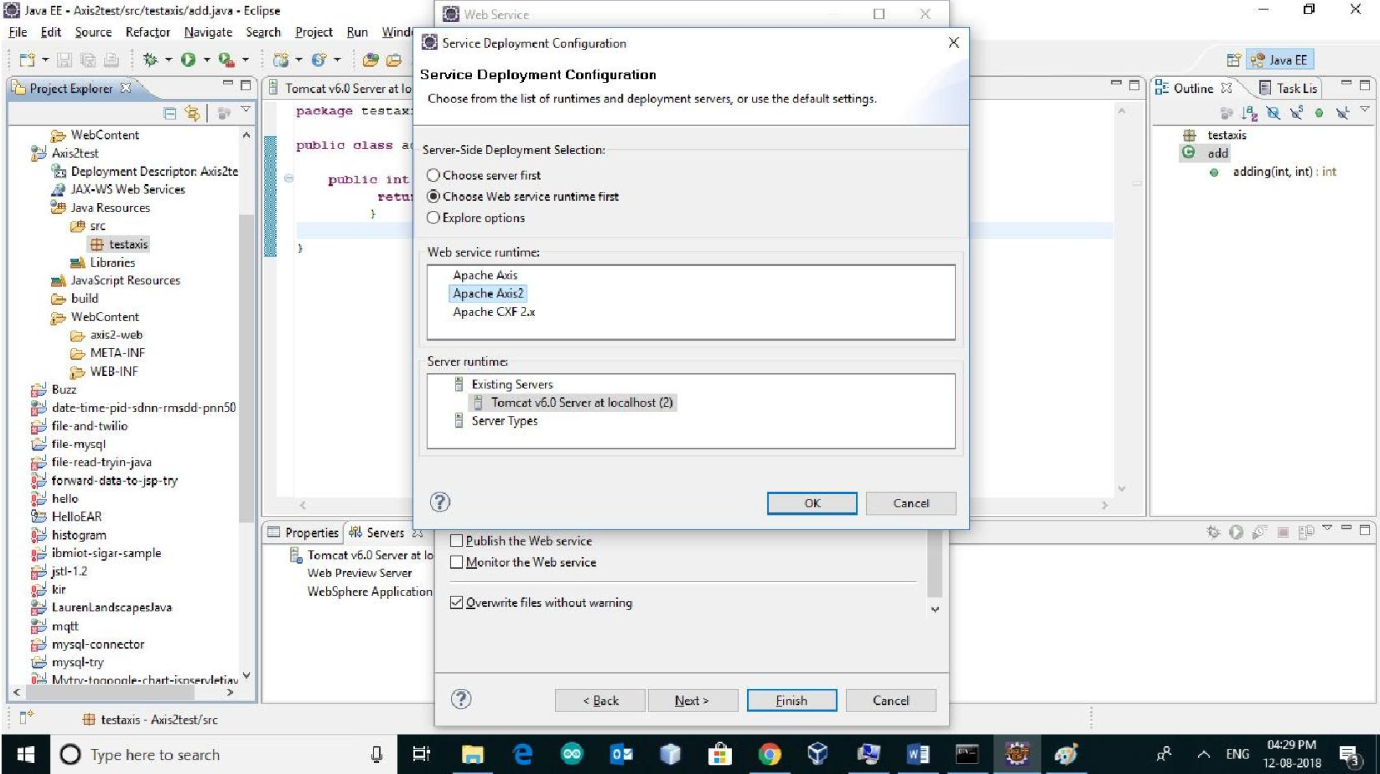 Java EE - Axis2test/src/testaxis/add.java - Eclipse
Web Service
File Edit Source Refactor Navigate Search Project Run Windo
Service Deployment Configuration
Service Deployment Configuration
Choose from the list of runtimes and deployment servers, or use the default settings.
Java EE
Project Explorer
WebContent
Axis2test
Deployment Descriptor: Axis2te
JAX-WS Web Services
Java Resources
src
testaxis
Libraries
JavaScript Resources
build
WebContent
axis2-web
META-INF
WEB-INF
Buzz
date-time-pid-sdnn-rmsdd-pnn50
file-and-twilio
file-mysql
file-read-tryin-java
forward-data-to-jsp-try
hello
HelloEAR
histogram
ibmiot-sigar-sample
jstl-1.2
kir
LaurenLandscapesJava
mqtt
mysql-connector
mysql-try
Tomcat v6.0 Server at lo
package testax
public class ad
public int
retu
}
}
Server-Side Deployment Selection:
Choose server first
Choose Web service runtime first
Explore options
Web service runtime:
Apache Axis
Apache Axis2
Apache CXF 2.x
Server runtime:
Existing Servers
Tomcat v6.0 Server at localhost (2)
Server Types
OK
Cancel
Outline
Task Lis
testaxis
add
adding(int, int) : int
Properties
Servers
Tomcat v6.0 Server at lo
Web Preview Server
WebSphere Application
Publish the Web service
Monitor the Web service
Overwrite files without warning
< Back
Next >
Finish
Cancel
testaxis - Axis2test/src
Type here to search
ENG
04:29 PM
12-08-2018
3